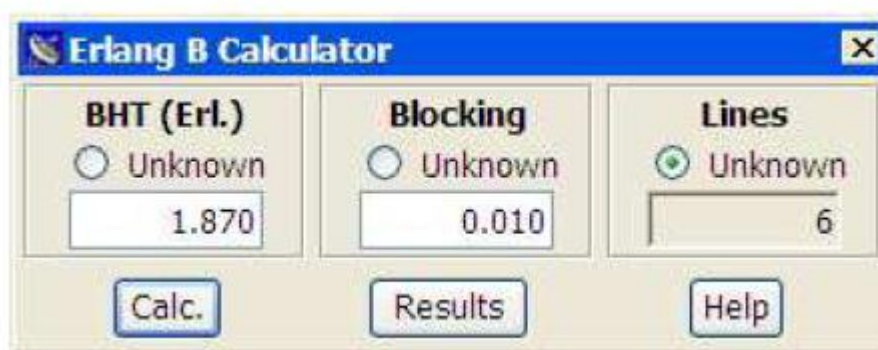 Erlang B Calculator
BHT (Erl.) Blocking Lines
Unknown Unknown Unknown
1.870 0.010 6
Calc. Results Help